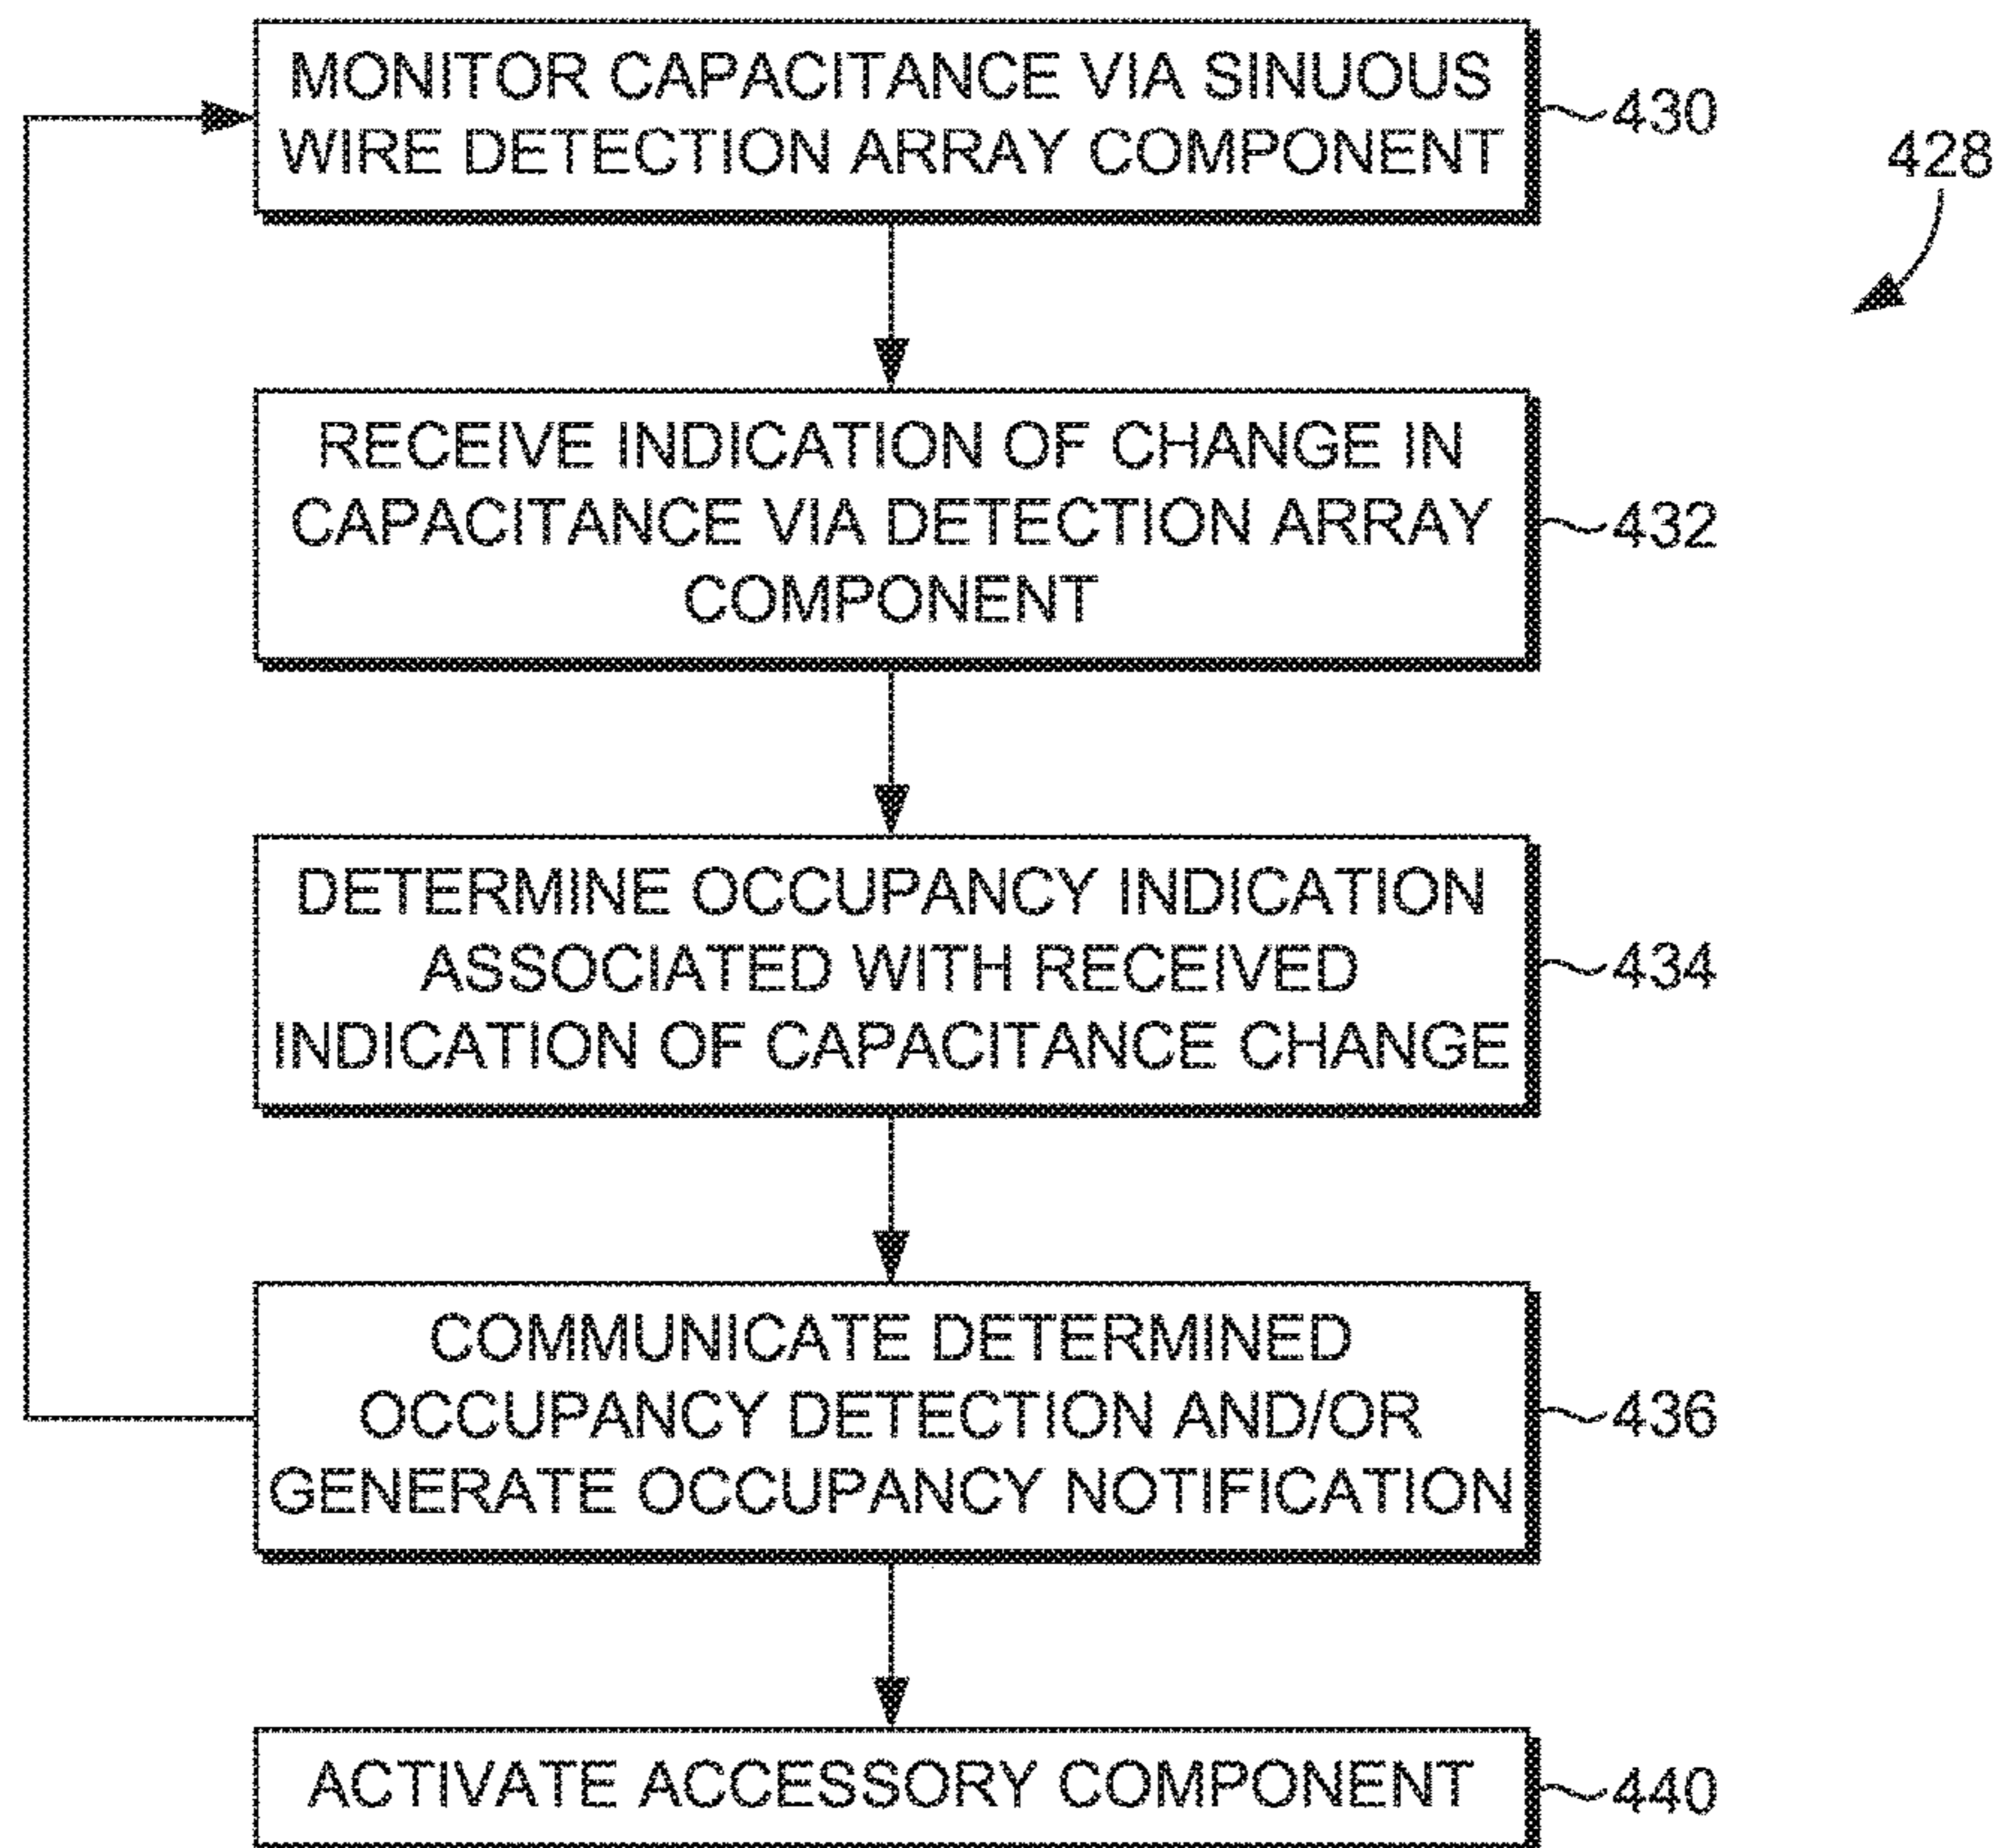 MONITOR CAPACITANCE VIA SINUOUS
WIRE DETECTION ARRAY COMPONENT
430
428
RECEIVE INDICATION OF CHANGE IN
CAPACITANCE VIA DETECTION ARRAY
COMPONENT
432
DETERMINE OCCUPANCY INDICATION
ASSOCIATED WITH RECEIVED
INDICATION OF CAPACITANCE CHANGE
434
COMMUNICATE DETERMINED
OCCUPANCY DETECTION AND/OR
GENERATE OCCUPANCY NOTIFICATION
436
ACTIVATE ACCESSORY COMPONENT
440